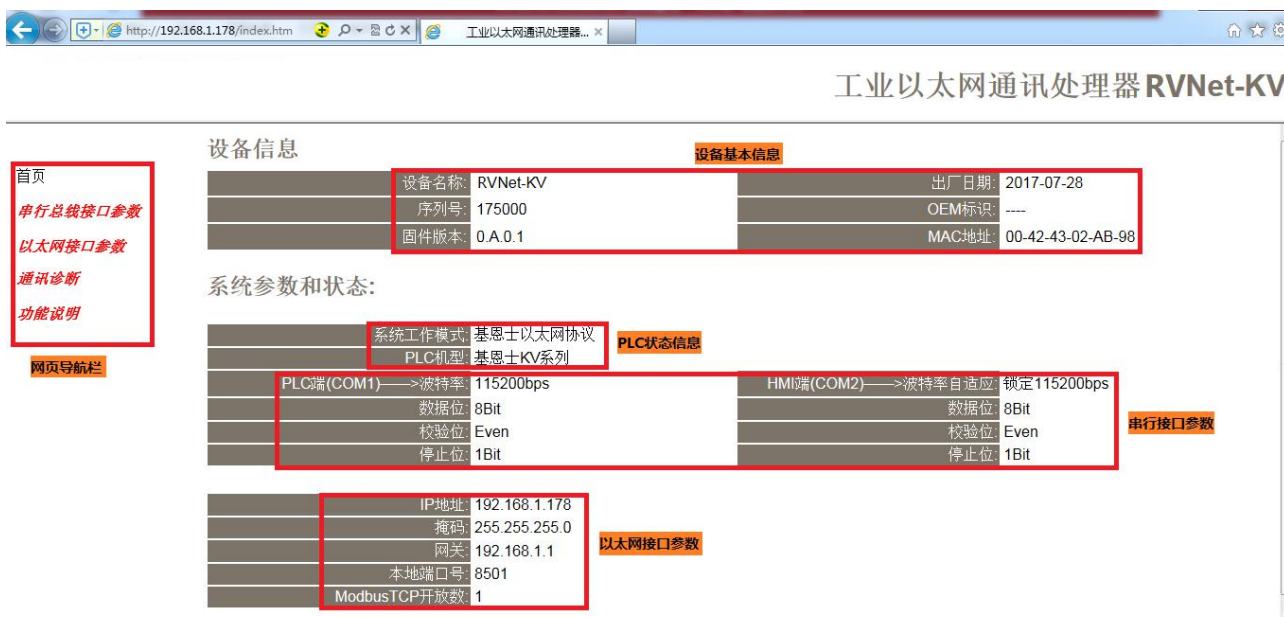 http://192.168.1.178/index.htm
工业以太网通讯处理器...
工业以太网通讯处理器RVNet-KV
首页
串行总线接口参数
以太网接口参数
通讯诊断
功能说明
网页导航栏
设备信息
设备基本信息
设备名称: RVNet-KV 出厂日期: 2017-07-28
序列号: 175000 OEM标识: ----
固件版本: 0.A.0.1 MAC地址: 00-42-43-02-AB-98
系统参数和状态:
系统工作模式: 基恩士以太网协议
PLC机型: 基恩士KV系列
PLC状态信息
PLC端(COM1)——>波特率: 115200bps HMI端(COM2)——>波特率自适应: 锁定115200bps
数据位: 8Bit 数据位: 8Bit
校验位: Even 校验位: Even
停止位: 1Bit 停止位: 1Bit
串行接口参数
IP地址: 192.168.1.178
掩码: 255.255.255.0
网关: 192.168.1.1
本地端口号: 8501
ModbusTCP开放数: 1
以太网接口参数